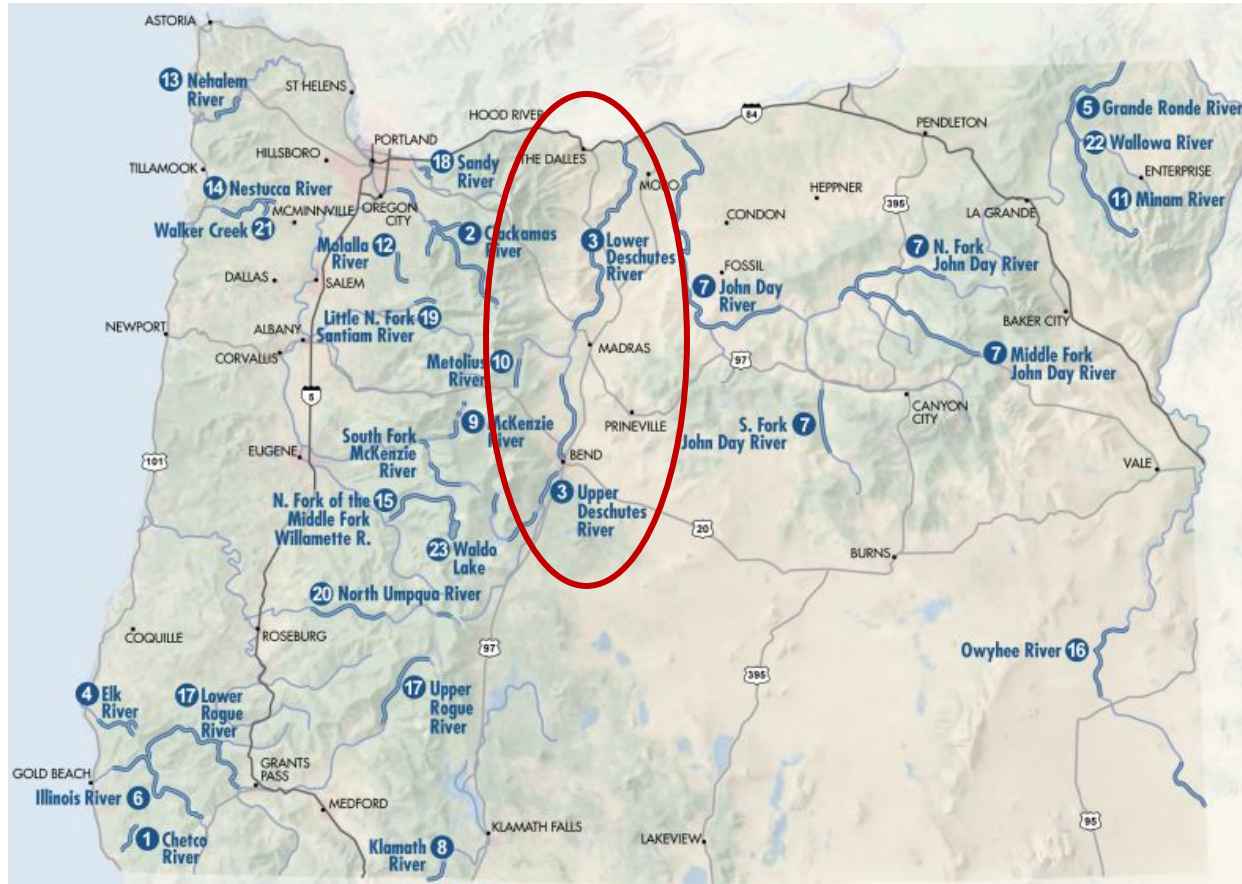 ASTORIA
13 Nehalem
River
ST HELENS
HOOD RIVER
84
PENDLETON
5 Grande Ronde River
22 Wallowa River
ENTERPRISE
11 Minam River
TILLAMOOK
HILLSBORO
PORTLAND
18 Sandy
River
THE DALLES
MORO
HEPPNER
395
LA GRANDE
14 Nestucca River
MCMINNVILLE
OREGON
CITY
Walker Creek 21
CONDON
Molalla 12
River
2 Clackamas
River
3 Lower
Deschutes
River
FOSSIL
7 N. Fork
John Day River
DALLAS
SALEM
7 John Day
River
BAKER CITY
NEWPORT
ALBANY
CORVALLIS
Little N. Fork 19
Santiam River
Metolius 10
River
MADRAS
97
7 Middle Fork
John Day River
5
CANYON
CITY
PRINEVILLE
S. Fork 7
John Day River
9 McKenzie
River
South Fork
McKenzie
River
EUGENE
101
BEND
VALE
3 Upper
Deschutes
River
N. Fork of the 15
Middle Fork
Willamette R.
20
23 Waldo
Lake
BURNS
20 North Umpqua River
COQUILLE
ROSEBURG
97
Owyhee River 16
395
4 Elk
River
17 Lower
Rogue
River
17 Upper
Rogue
River
GOLD BEACH
GRANTS
PASS
Illinois River 6
MEDFORD
1 Chetco
River
Klamath 8
River
KLAMATH FALLS
LAKEVIEW
95